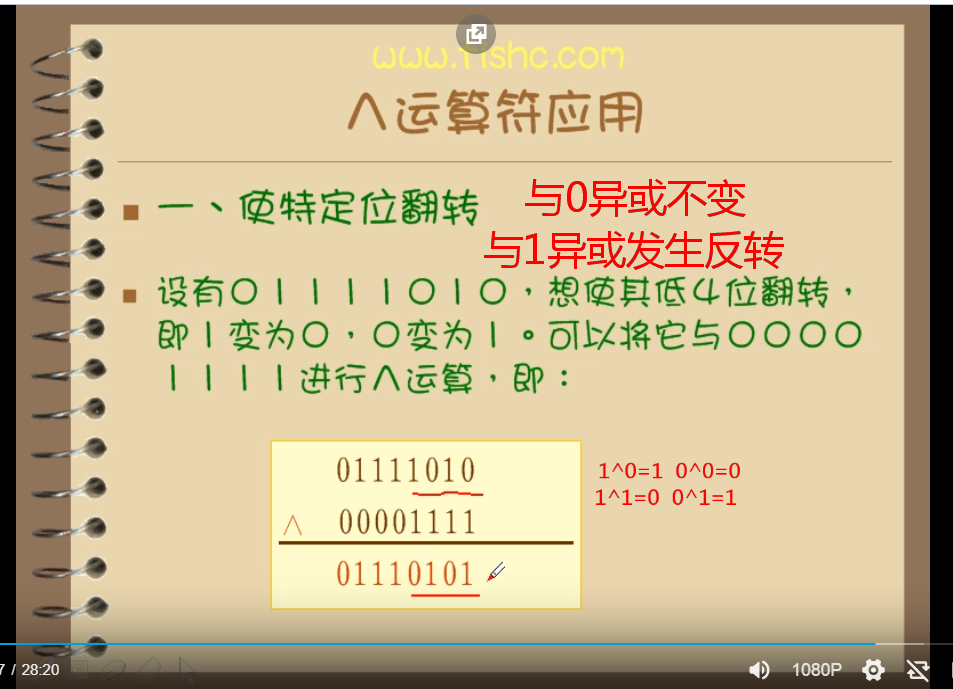 www.11shc.com
∧运算符应用
一、使特定位翻转
与0异或不变
与1异或发生反转
设有０１１１１０１０，想使其低４位翻转，
即１变为０，０变为１。可以将它与００００
１１１１进行∧运算，即：
01111010
∧ 00001111
01110101
1^0=1 0^0=0
1^1=0 0^1=1
7 / 28:20
1080P